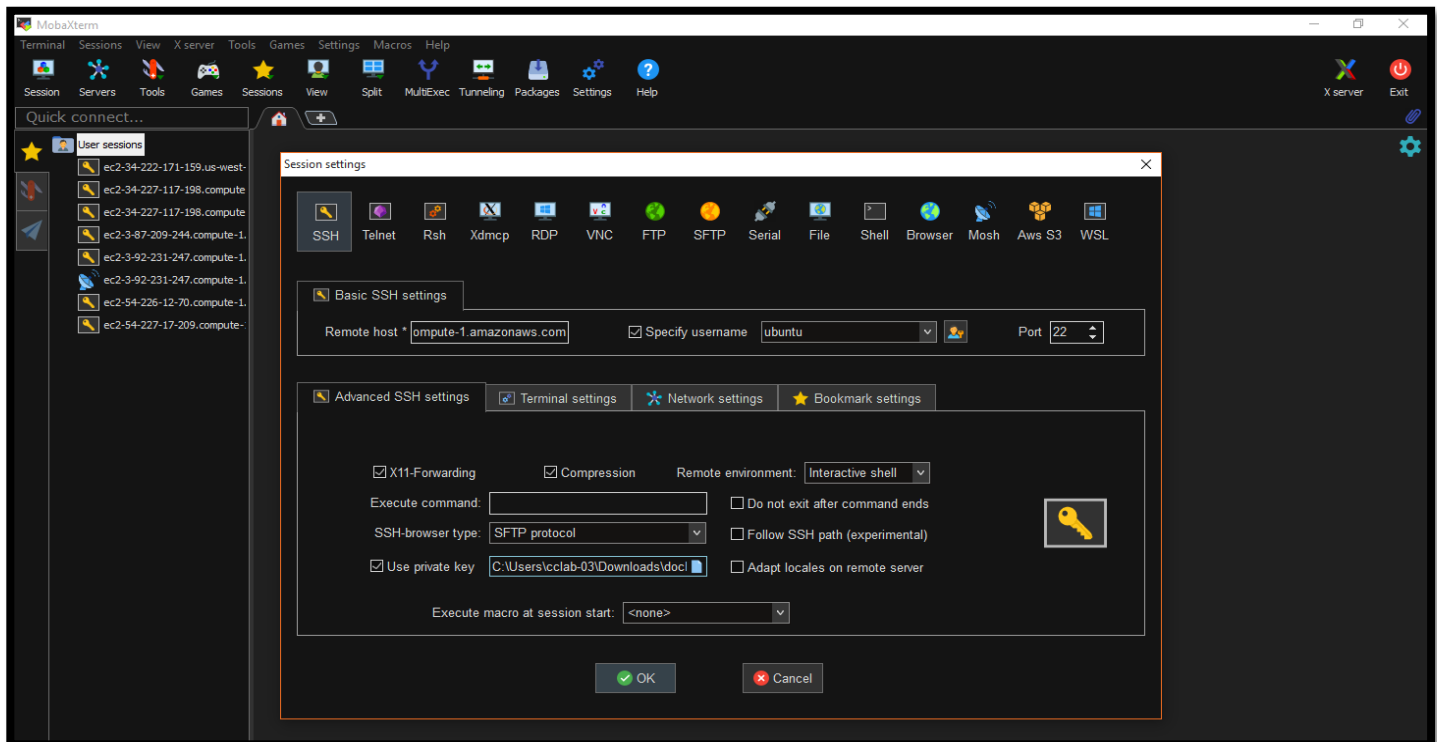 MobaXterm
Terminal Sessions View X server Tools Games Settings Macros Help
Session Servers Tools Games Sessions View Split MultiExec Tunneling Packages Settings Help X server Exit
Quick connect...
User sessions
ec2-34-222-171-159.us-west-
ec2-34-227-117-198.compute
ec2-34-227-117-198.compute
ec2-3-87-209-244.compute-1.
ec2-3-92-231-247.compute-1.
ec2-3-92-231-247.compute-1.
ec2-54-226-12-70.compute-1.
ec2-54-227-17-209.compute-
Session settings
SSH Telnet Rsh Xdmcp RDP VNC FTP SFTP Serial File Shell Browser Mosh Aws S3 WSL
Basic SSH settings
Remote host * ompute-1.amazonaws.com Specify username ubuntu Port 22
Advanced SSH settings Terminal settings Network settings Bookmark settings
X11-Forwarding Compression Remote environment: Interactive shell
Execute command: Do not exit after command ends
SSH-browser type: SFTP protocol Follow SSH path (experimental)
Use private key C:\Users\cclab-03\Downloads\docl Adapt locales on remote server
Execute macro at session start: <none>
OK Cancel